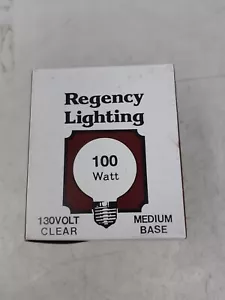 Regency
Lighting
100
Watt
130VOLT MEDIUM
CLEAR BASE